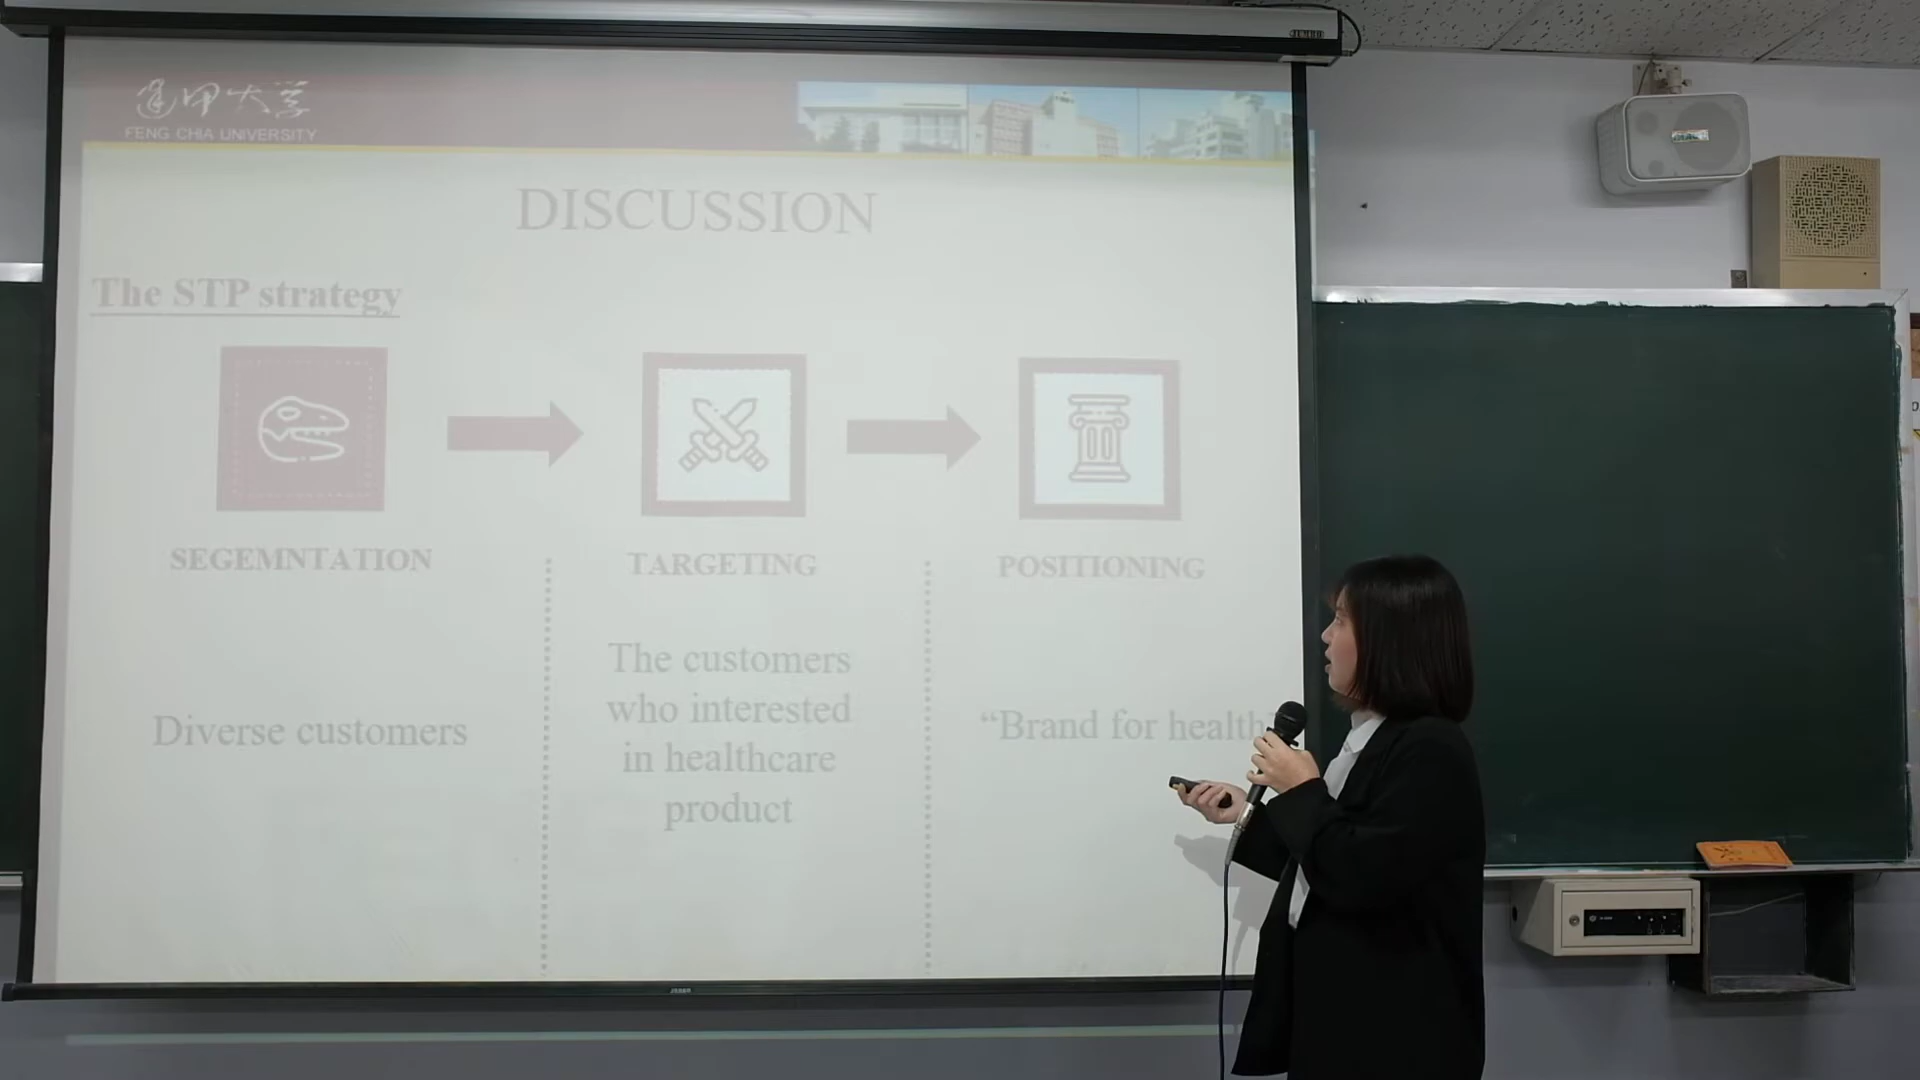 逢甲大学
FENG CHIA UNIVERSITY
DISCUSSION
The STP strategy
SEGEMNTATION
TARGETING
POSITIONING
Diverse customers
The customers
who interested
in healthcare
product
“Brand for health